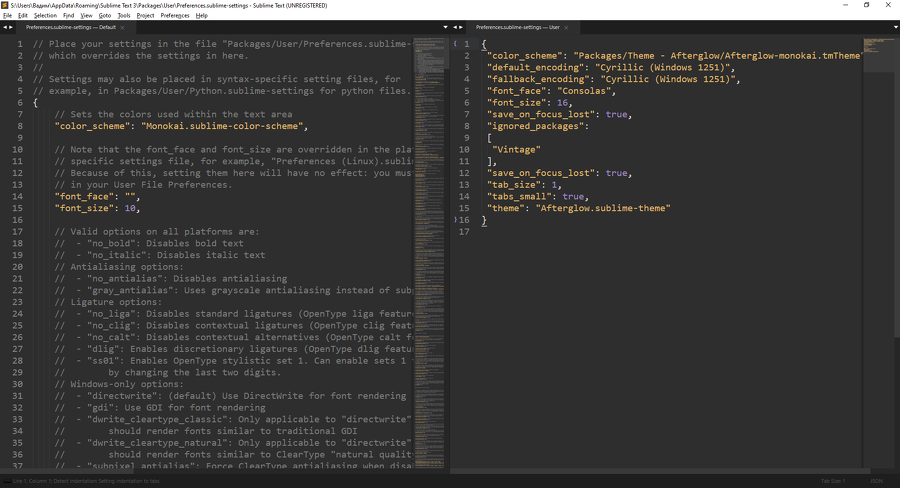 S:\Users\Вадим\AppData\Roaming\Sublime Text 3\Packages\User\Preferences.sublime-settings - Sublime Text (UNREGISTERED)
File Edit Selection Find View Goto Tools Project Preferences Help
Preferences.sublime-settings — Default
1 // Place your settings in the file "Packages/User/Preferences.sublime-
2 // which overrides the settings in here.
3 //
4 // Settings may also be placed in syntax-specific setting files, for
5 // example, in Packages/User/Python.sublime-settings for python files.
6 {
7 // Sets the colors used within the text area
8 "color_scheme": "Monokai.sublime-color-scheme",
9
10 // Note that the font_face and font_size are overridden in the pla
11 // specific settings file, for example, "Preferences (Linux).subli
12 // Because of this, setting them here will have no effect: you mus
13 // in your User File Preferences.
14 "font_face": "",
15 "font_size": 10,
16
17 // Valid options on all platforms are:
18 // - "no_bold": Disables bold text
19 // - "no_italic": Disables italic text
20 // Antialiasing options:
21 // - "no_antialias": Disables antialiasing
22 // - "gray_antialias": Uses grayscale antialiasing instead of sub
23 // Ligature options:
24 // - "no_liga": Disables standard ligatures (OpenType liga feature
25 // - "no_clig": Disables contextual ligatures (OpenType clig feat
26 // - "no_calt": Disables contextual alternatives (OpenType calt f
27 // - "dlig": Enables discretionary ligatures (OpenType dlig featur
28 // - "ss01": Enables OpenType stylistic set 1. Can enable sets 1
29 // by changing the last two digits.
30 // Windows-only options:
31 // - "directwrite": (default) Use DirectWrite for font rendering
32 // - "gdi": Use GDI for font rendering
33 // - "dwrite_cleartype_classic": Only applicable to "directwrite"
34 // should render fonts similar to traditional GDI
35 // - "dwrite_cleartype_natural": Only applicable to "directwrite"
36 // should render fonts similar to ClearType "natural qualit
37 // - "subpixel_antialias": Force ClearType antialiasing when disa
Preferences.sublime-settings — User
1 {
2 "color_scheme": "Packages/Theme - Afterglow/Afterglow-monokai.tmTheme"
3 "default_encoding": "Cyrillic (Windows 1251)",
4 "fallback_encoding": "Cyrillic (Windows 1251)",
5 "font_face": "Consolas",
6 "font_size": 16,
7 "save_on_focus_lost": true,
8 "ignored_packages":
9 [
10 "Vintage"
11 ],
12 "save_on_focus_lost": true,
13 "tab_size": 1,
14 "tabs_small": true,
15 "theme": "Afterglow.sublime-theme"
16 }
17
Line 1, Column 1; Detect Indentation: Setting indentation to tabs
Tab Size: 1 JSON